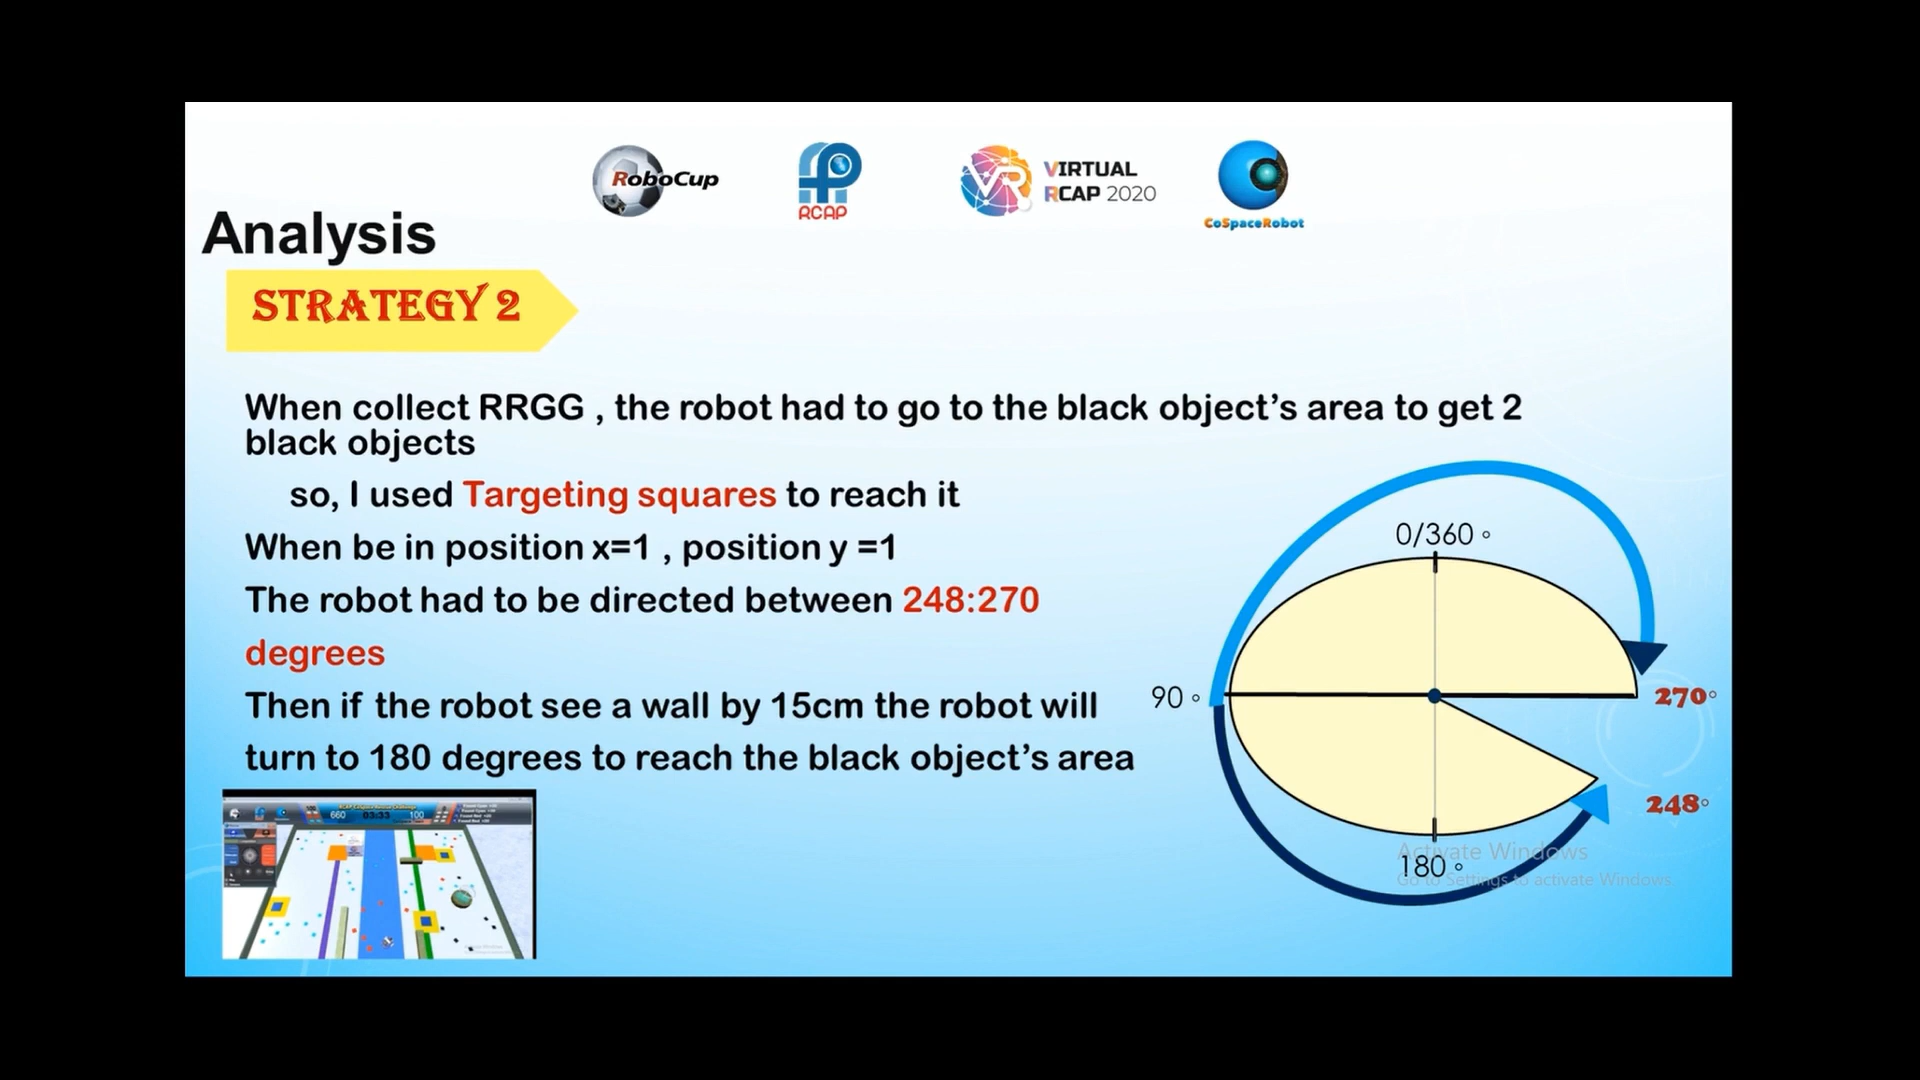 RoboCup
RCAP
VIRTUAL
RCAP 2020
CoSpaceRobot
Analysis
STRATEGY 2
When collect RRGG , the robot had to go to the black object’s area to get 2
black objects
so, I used Targeting squares to reach it
When be in position x=1 , position y =1
The robot had to be directed between 248:270
degrees
Then if the robot see a wall by 15cm the robot will
turn to 180 degrees to reach the black object’s area
0/360 °
90 °
270°
248°
180 °
Activate Windows
Go to Settings to activate Windows.
660
03:33
100